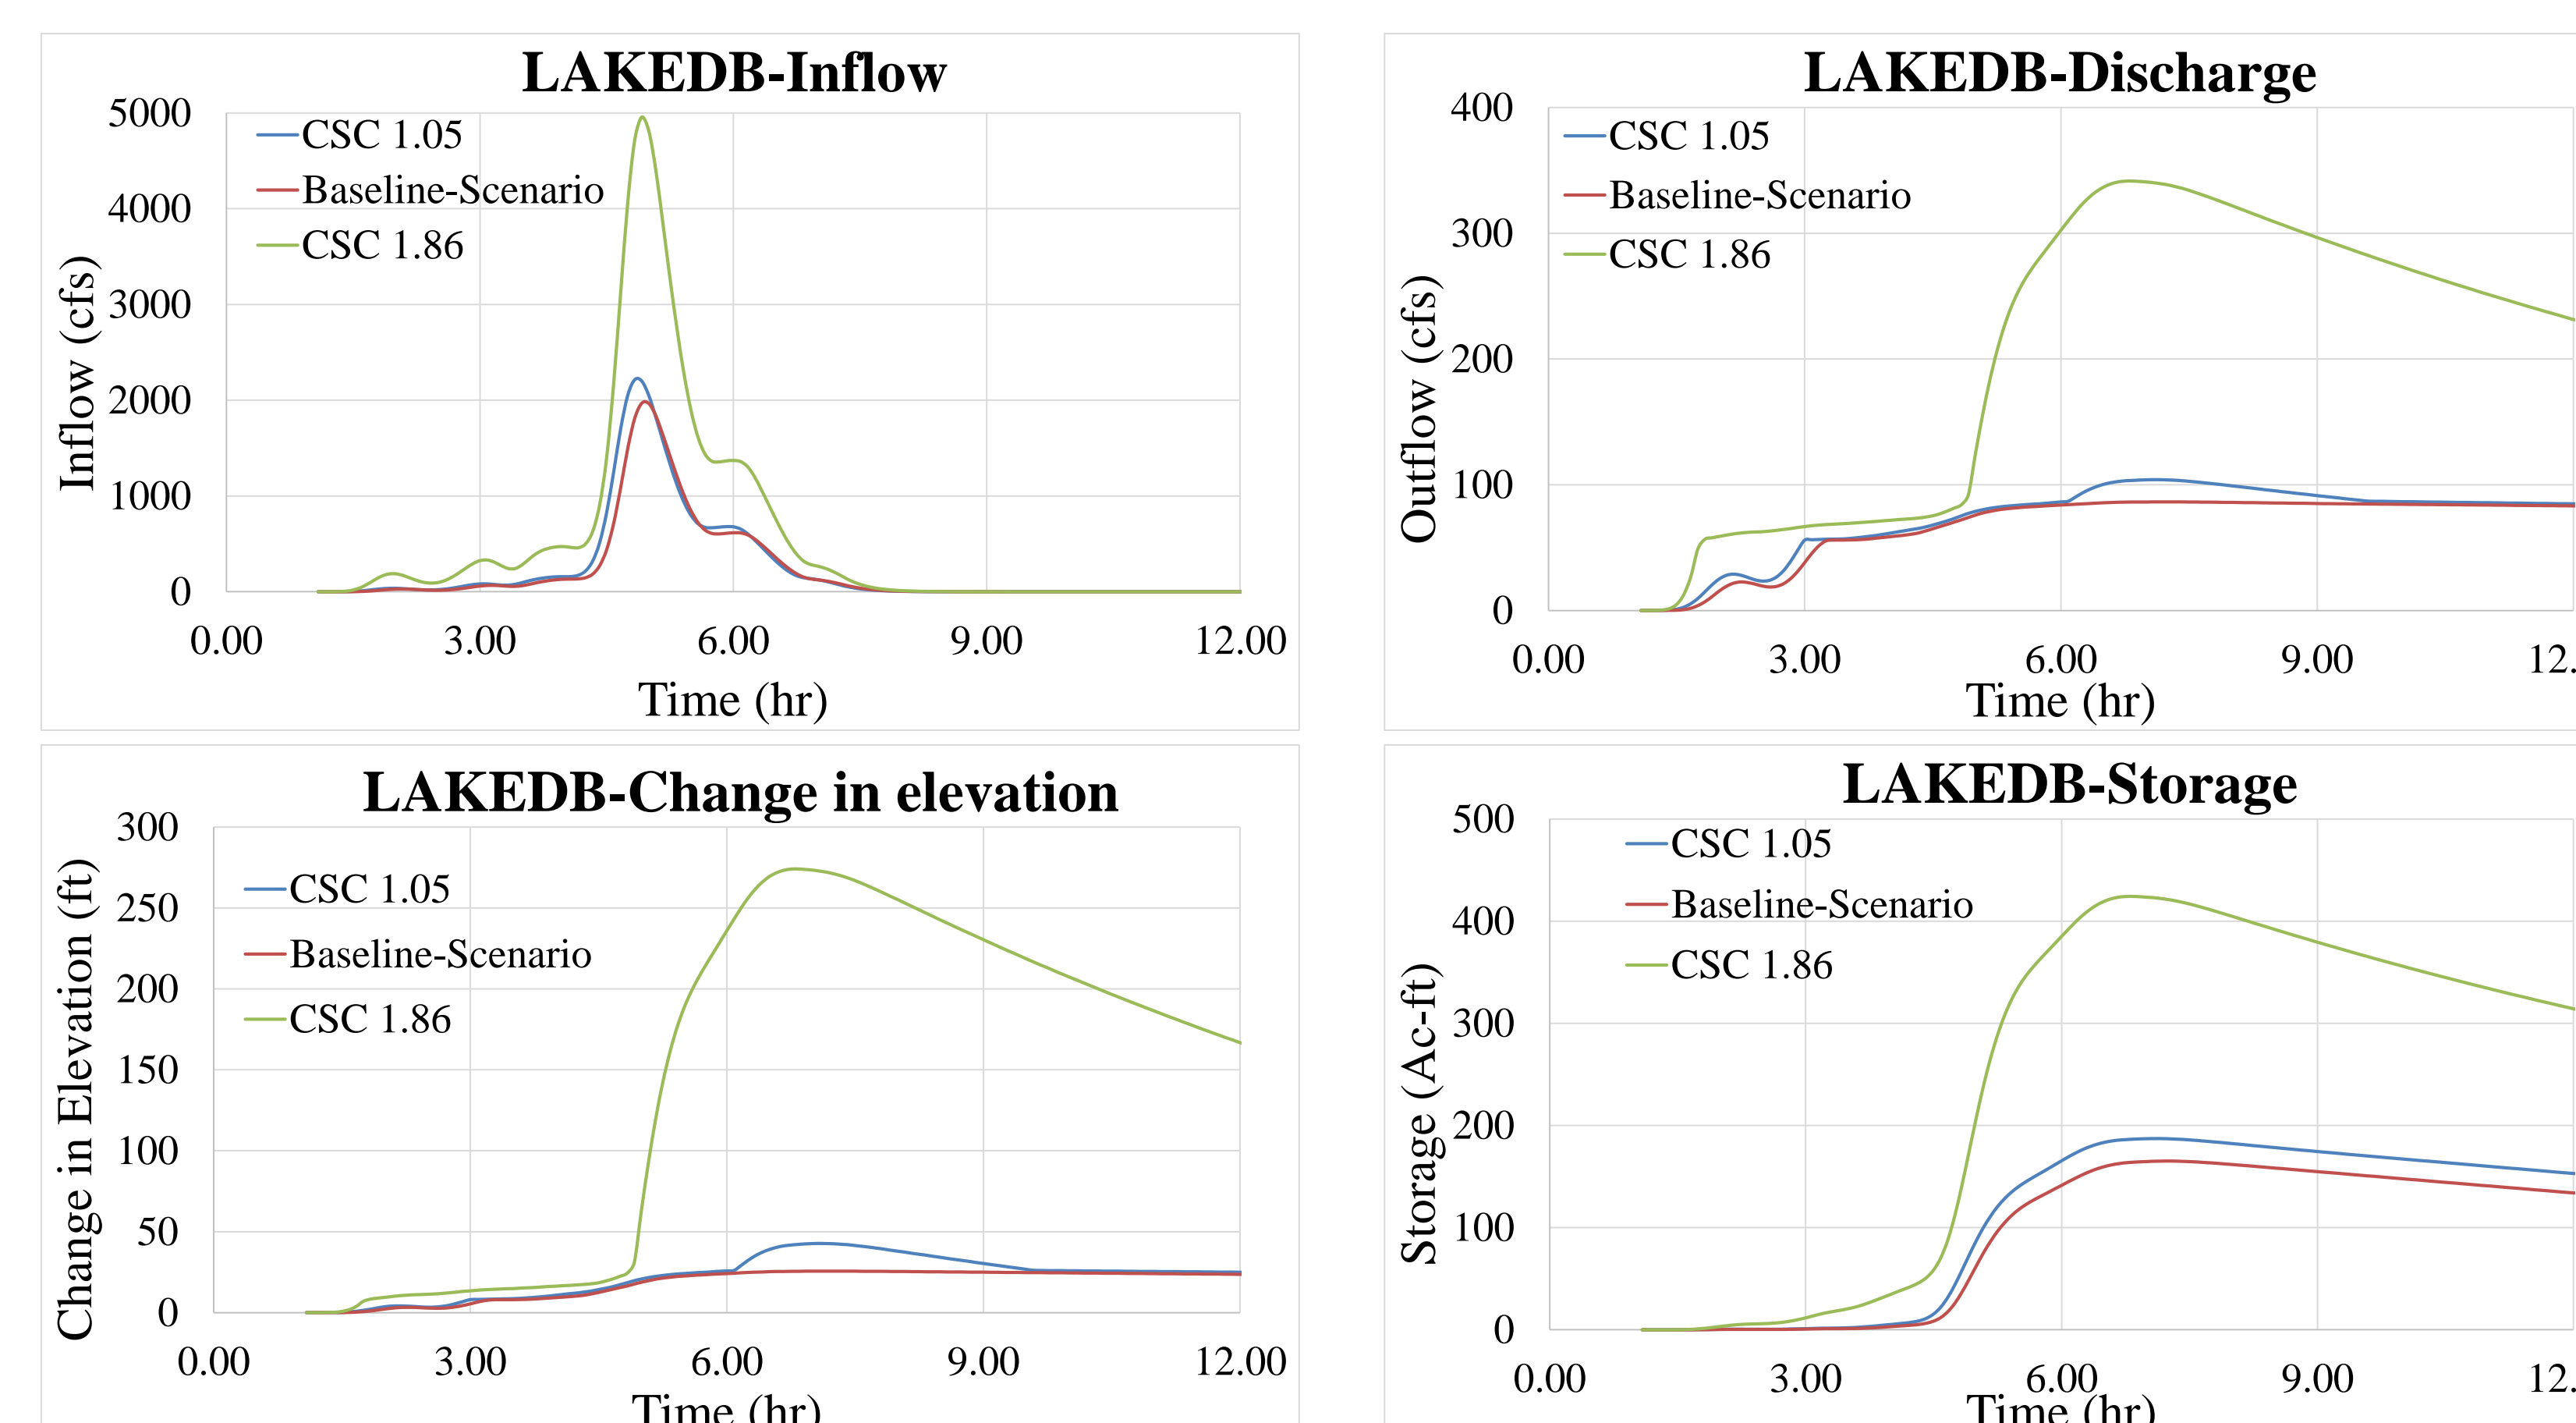 LAKEDB-Inflow
5000
4000
3000
2000
1000
0
Inflow (cfs)
CSC 1.05
Baseline-Scenario
CSC 1.86
0.00 3.00 6.00 9.00 12.00
Time (hr)
LAKEDB-Discharge
400
300
200
100
0
Outflow (cfs)
CSC 1.05
Baseline-Scenario
CSC 1.86
0.00 3.00 6.00 9.00 12.
Time (hr)
LAKEDB-Change in elevation
300
250
200
150
100
50
0
Change in Elevation (ft)
CSC 1.05
Baseline-Scenario
CSC 1.86
0.00 3.00 6.00 9.00 12.00
Time (hr)
LAKEDB-Storage
500
400
300
200
100
0
Storage (Ac-ft)
CSC 1.05
Baseline-Scenario
CSC 1.86
0.00 3.00 6.00 9.00 12.
Time (hr)